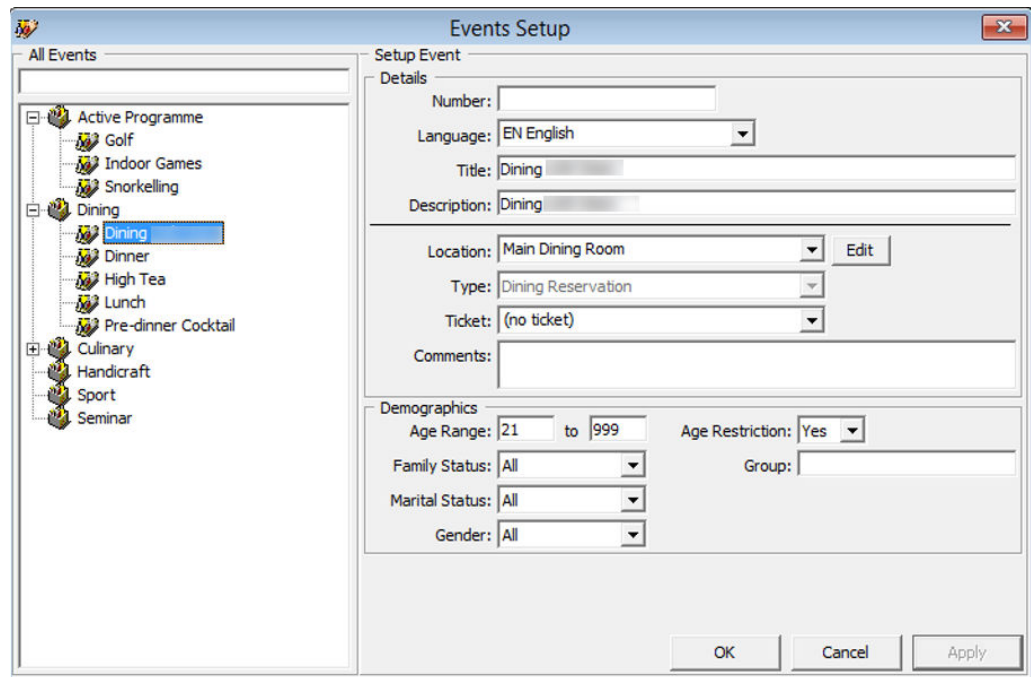 Events Setup
All Events
Active Programme
Golf
Indoor Games
Snorkelling
Dining
Dining
Dinner
High Tea
Lunch
Pre-dinner Cocktail
Culinary
Handicraft
Sport
Seminar
Setup Event
Details
Number:
Language: EN English
Title: Dining
Description: Dining
Location: Main Dining Room Edit
Type: Dining Reservation
Ticket: (no ticket)
Comments:
Demographics
Age Range: 21 to 999 Age Restriction: Yes
Family Status: All Group:
Marital Status: All
Gender: All
OK Cancel Apply